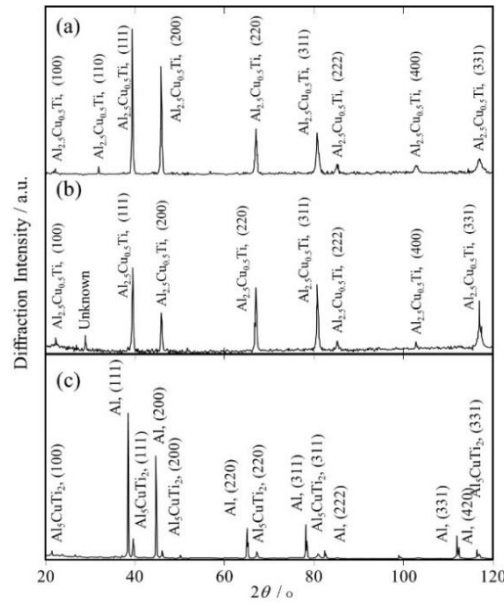 Diffraction Intensity / a.u.
(a)
Al2.5Cu0.5Ti, (100)
Al2.5Cu0.5Ti, (110)
Al2.5Cu0.5Ti, (111)
Al2.5Cu0.5Ti, (200)
Al2.5Cu0.5Ti, (220)
Al2.5Cu0.5Ti, (311)
Al2.5Cu0.5Ti, (222)
Al2.5Cu0.5Ti, (400)
Al2.5Cu0.5Ti, (331)
(b)
Al2.5Cu0.5Ti, (100)
Unknown
Al2.5Cu0.5Ti, (111)
Al2.5Cu0.5Ti, (200)
Al2.5Cu0.5Ti, (220)
Al2.5Cu0.5Ti, (311)
Al2.5Cu0.5Ti, (222)
Al2.5Cu0.5Ti, (400)
Al2.5Cu0.5Ti, (331)
(c)
Al5CuTi2, (100)
Al, (111)
Al5CuTi2, (111)
Al, (200)
Al5CuTi2, (200)
Al, (220)
Al5CuTi2, (220)
Al, (311)
Al5CuTi2, (311)
Al, (222)
Al, (331)
Al, (420)
Al5CuTi2, (331)
20 40 60 80 100 120
2θ / o